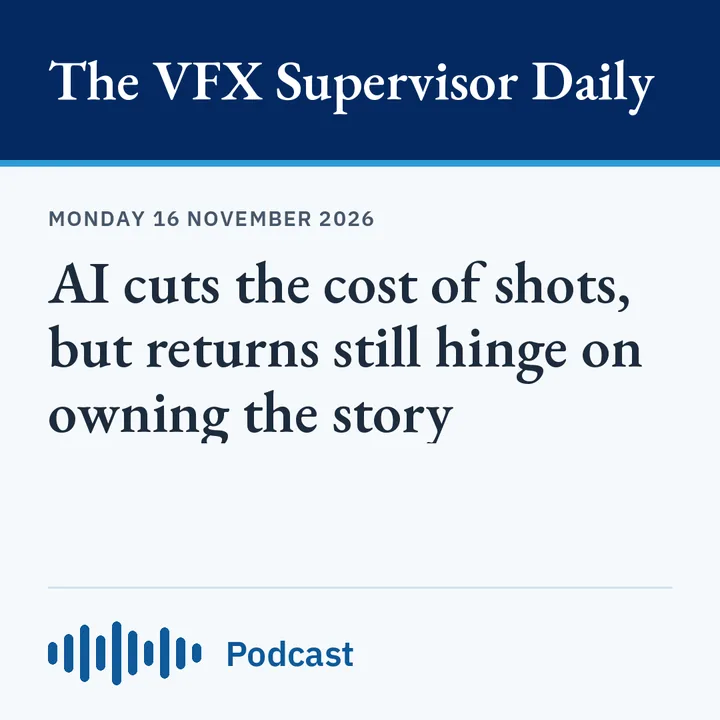 The VFX Supervisor Daily
MONDAY 16 NOVEMBER 2026
AI cuts the cost of shots,
but returns still hinge on
owning the story
Podcast